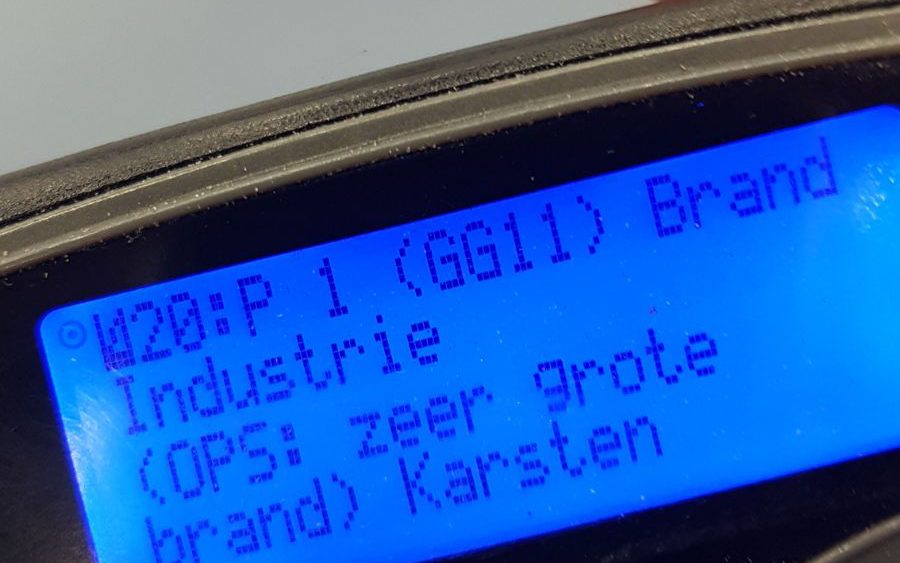 W20:P 1 (GG11) Brand
Industrie
(OPS: zeer grote
brand) Karsten